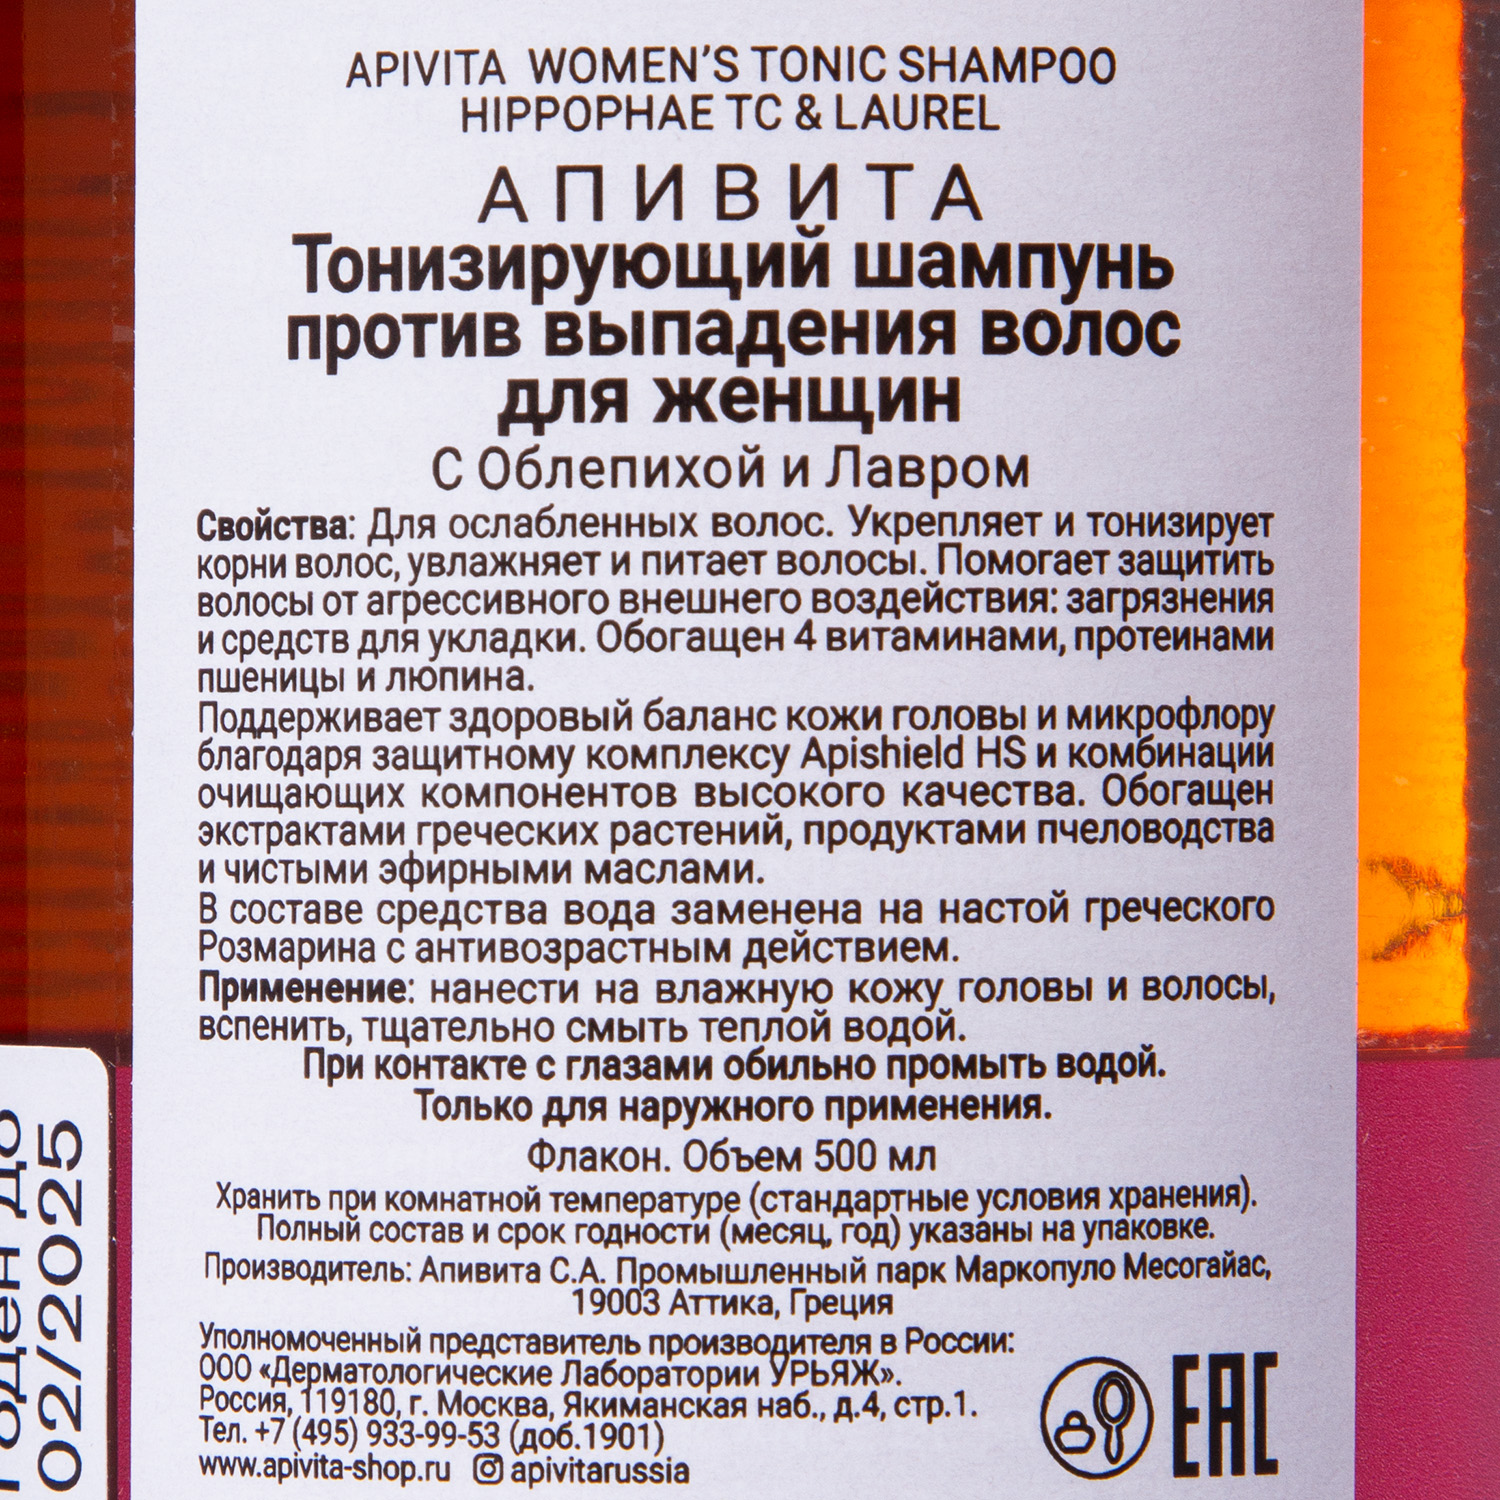 APIVITA WOMEN'S TONIC SHAMPOO
HIPPOPHAE TC & LAUREL
АПИВИТА
Тонизирующий шампунь
против выпадения волос
для женщин
С Облепихой и Лавром
Свойства: Для ослабленных волос. Укрепляет и тонизирует
корни волос, увлажняет и питает волосы. Помогает защитить
волосы от агрессивного внешнего воздействия: загрязнения
и средств для укладки. Обогащен 4 витаминами, протеинами
пшеницы и люпина.
Поддерживает здоровый баланс кожи головы и микрофлору
благодаря защитному комплексу Apishield HS и комбинации
очищающих компонентов высокого качества. Обогащен
экстрактами греческих растений, продуктами пчеловодства
и чистыми эфирными маслами.
В составе средства вода заменена на настой греческого
Розмарина с антивозрастным действием.
Применение: нанести на влажную кожу головы и волосы,
вспенить, тщательно смыть теплой водой.
При контакте с глазами обильно промыть водой.
Только для наружного применения.
Флакон. Объем 500 мл
Хранить при комнатной температуре (стандартные условия хранения).
Полный состав и срок годности (месяц, год) указаны на упаковке.
Производитель: Апивита С.А. Промышленный парк Маркопуло Месогайас,
19003 Аттика, Греция
Уполномоченный представитель производителя в России:
ООО «Дерматологические Лаборатории УРЬЯЖ».
Россия, 119180, г. Москва, Якиманская наб., д.4, стр.1.
Тел. +7 (495) 933-99-53 (доб.1901)
www.apivita-shop.ru apivitarussia
EAC
годен до
02/2025